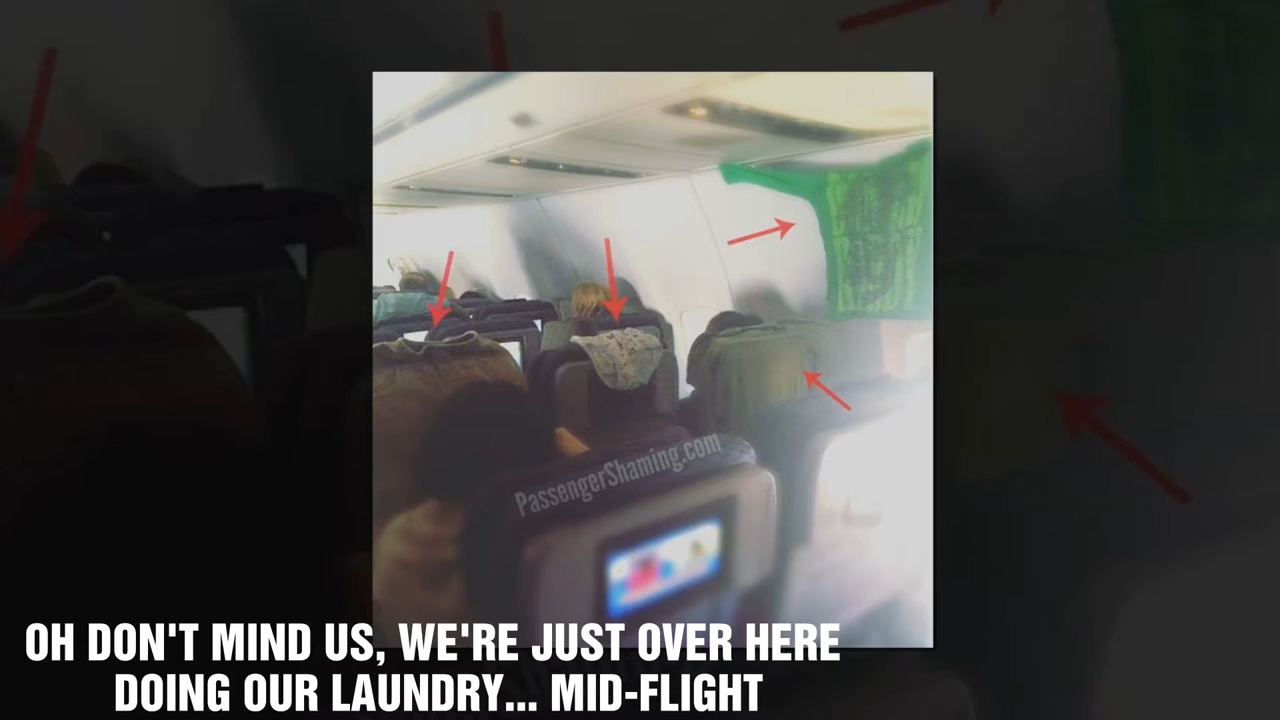 PassengerShaming.com
OH DON'T MIND US, WE'RE JUST OVER HERE
DOING OUR LAUNDRY... MID-FLIGHT